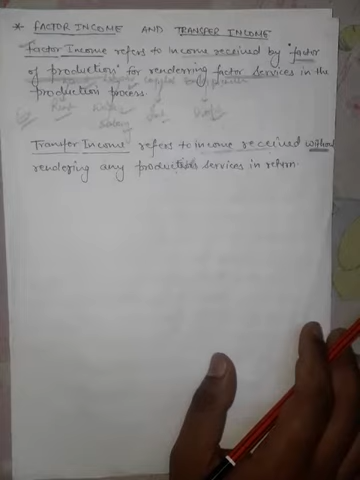 * FACTOR INCOME AND TRANSFER INCOME
Factor Income refers to income received by "factor
of production" for renderring factor services in the
production process.
Rent
Transfer Income refers to income received without
rendering any productive services in return.